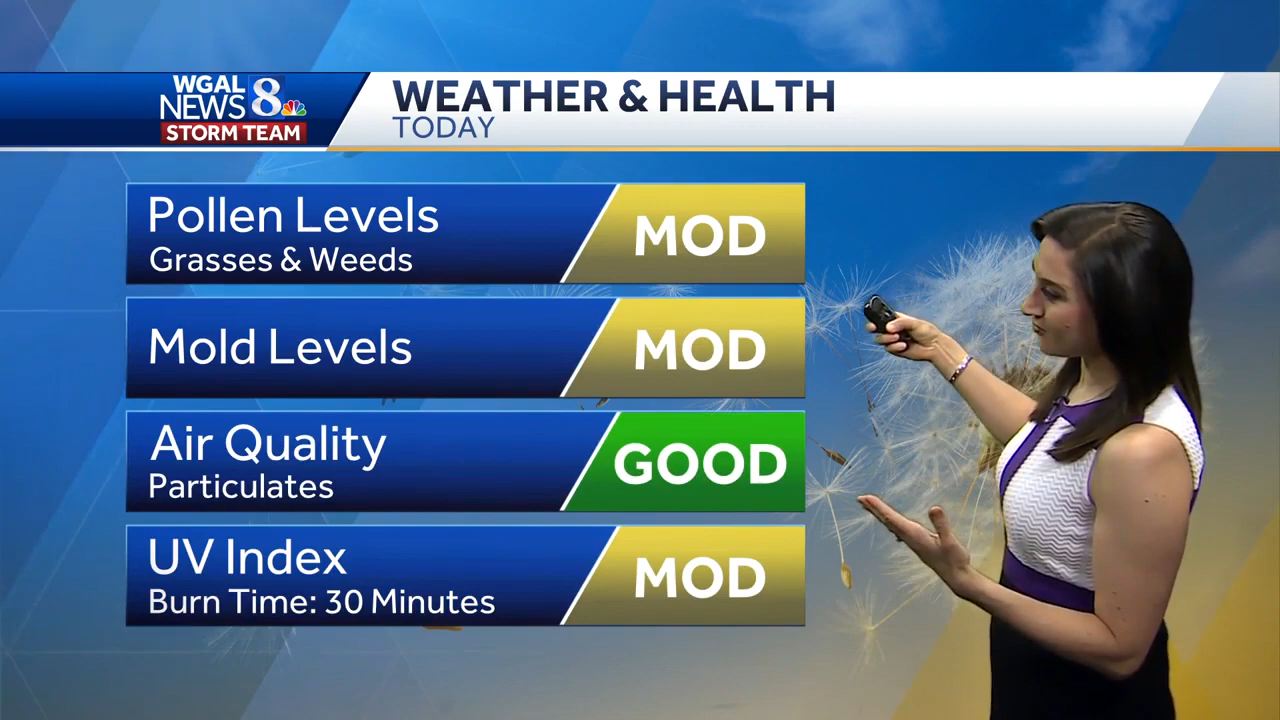 WGAL
NEWS 8
STORM TEAM
WEATHER & HEALTH
TODAY
Pollen Levels
Grasses & Weeds
MOD
Mold Levels
MOD
Air Quality
Particulates
GOOD
UV Index
Burn Time: 30 Minutes
MOD